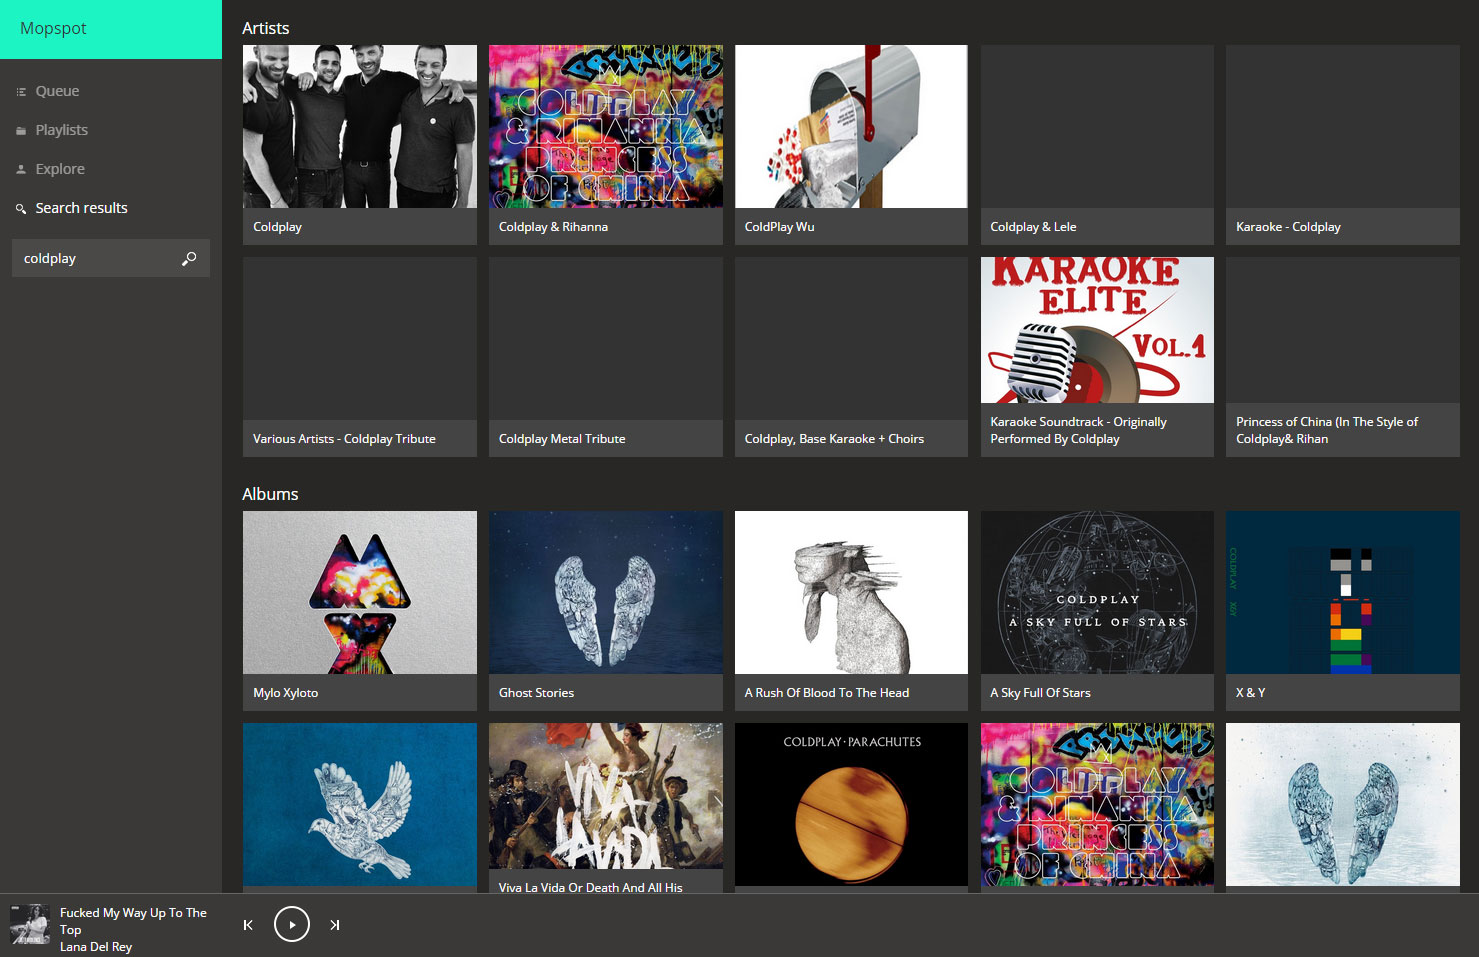 Mopspot
Queue
Playlists
Explore
Search results
coldplay
Artists
COLDPLAY
& RIHANNA
PRINCESS
OF CHINA
Coldplay
Coldplay & Rihanna
ColdPlay Wu
Coldplay & Lele
Karaoke - Coldplay
KARAOKE
ELITE
VOL.1
Various Artists - Coldplay Tribute
Coldplay Metal Tribute
Coldplay, Base Karaoke + Choirs
Karaoke Soundtrack - Originally
Performed By Coldplay
Princess of China (In The Style of
Coldplay& Rihan
Albums
COLDPLAY
A SKY FULL OF STARS
COLDPLAY X&Y
Mylo Xyloto
Ghost Stories
A Rush Of Blood To The Head
A Sky Full Of Stars
X & Y
VIVA
LA VIDA
COLDPLAY · PARACHUTES
COLDPLAY
& RIHANNA
PRINCESS
OF CHINA
Viva La Vida Or Death And All His
Fucked My Way Up To The
Top
Lana Del Rey